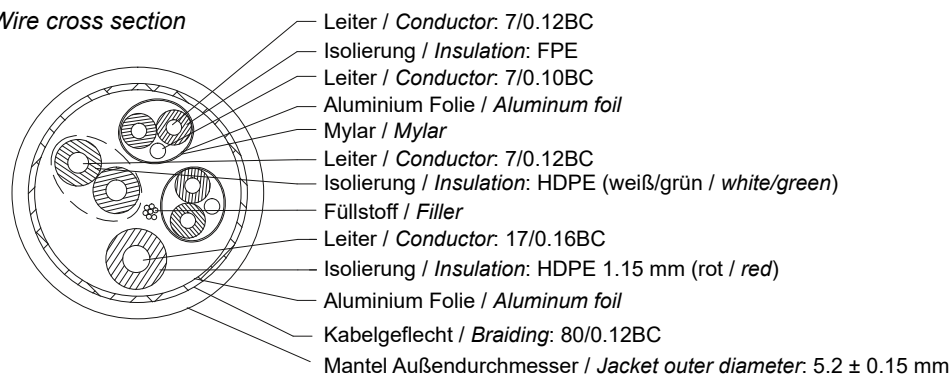 Wire cross section
Leiter / Conductor: 7/0.12BC
Isolierung / Insulation: FPE
Leiter / Conductor: 7/0.10BC
Aluminium Folie / Aluminum foil
Mylar / Mylar
Leiter / Conductor: 7/0.12BC
Isolierung / Insulation: HDPE (weiß/grün / white/green)
Füllstoff / Filler
Leiter / Conductor: 17/0.16BC
Isolierung / Insulation: HDPE 1.15 mm (rot / red)
Aluminium Folie / Aluminum foil
Kabelgeflecht / Braiding: 80/0.12BC
Mantel Außendurchmesser / Jacket outer diameter: 5.2 ± 0.15 mm